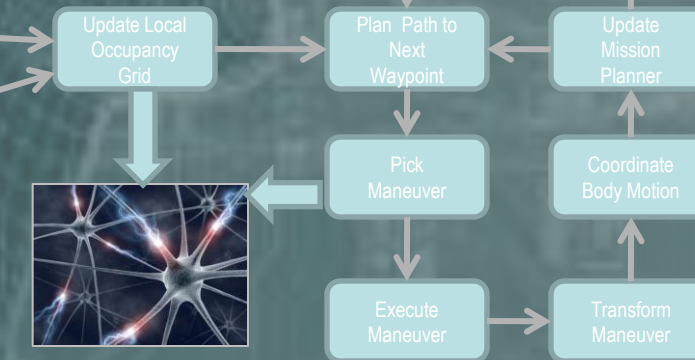 Update Local
Occupancy
Grid
Plan Path to
Next
Waypoint
Update
Mission
Planner
Pick
Maneuver
Coordinate
Body Motion
Execute
Maneuver
Transform
Maneuver